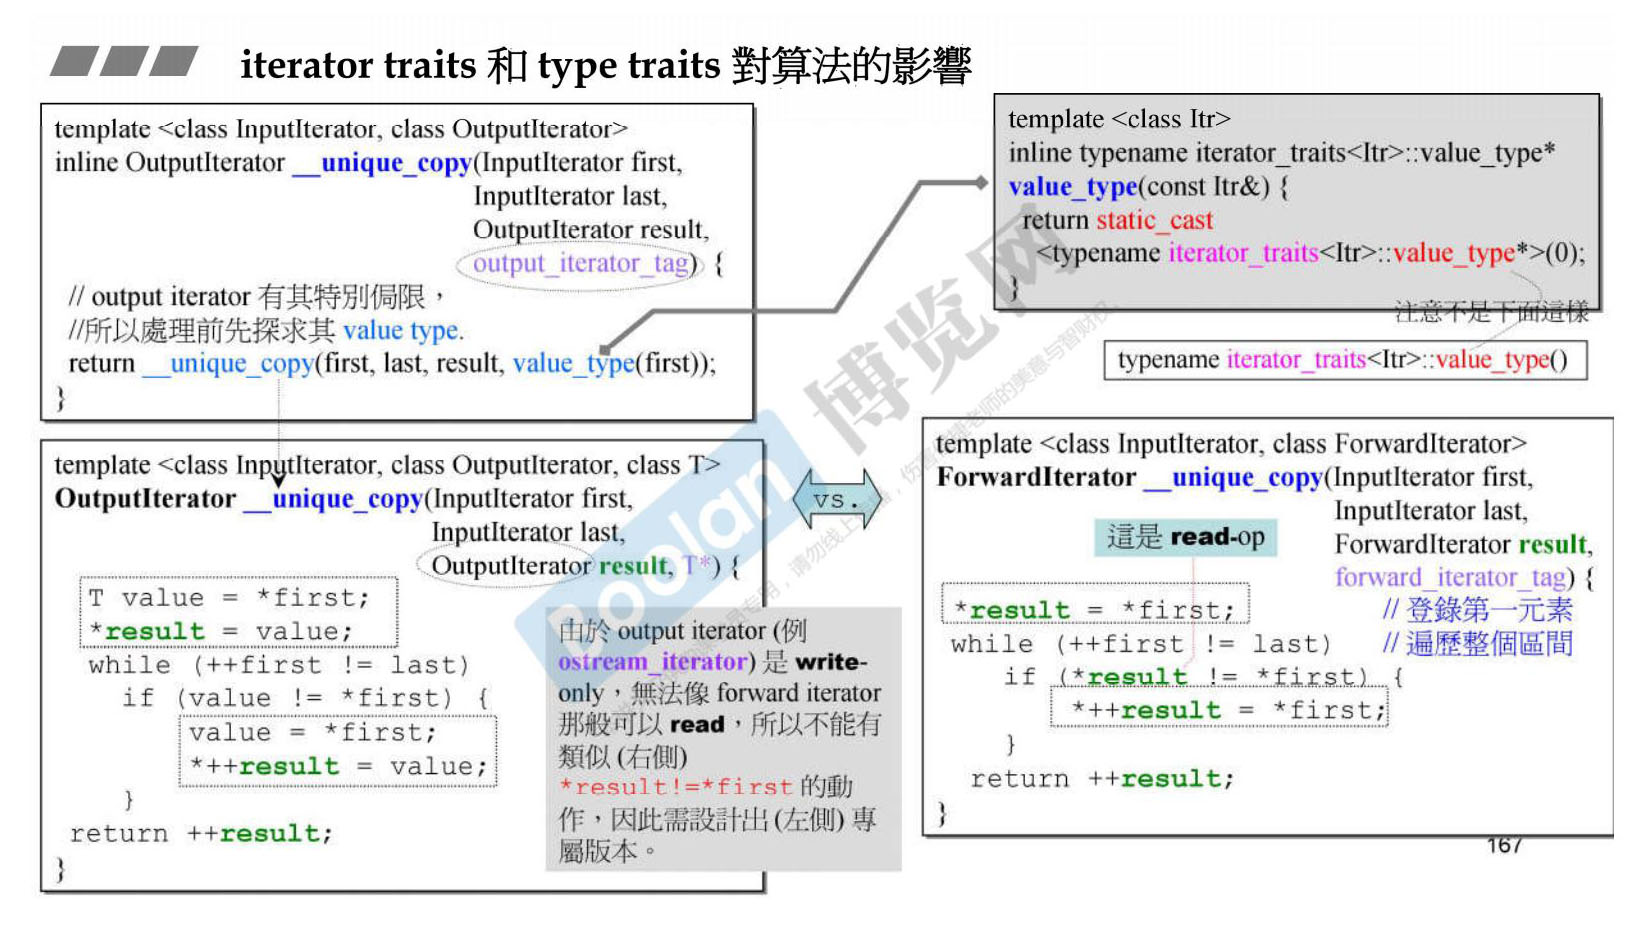 iterator traits 和 type traits 對算法的影響
template <class InputIterator, class OutputIterator>
inline OutputIterator __unique_copy(InputIterator first,
InputIterator last,
OutputIterator result,
output_iterator_tag) {
// output iterator 有其特別侷限，
//所以處理前先探求其 value type.
return __unique_copy(first, last, result, value_type(first));
}
template <class Itr>
inline typename iterator_traits<Itr>::value_type*
value_type(const Itr&) {
return static_cast
<typename iterator_traits<Itr>::value_type*>(0);
}
注意不是下面這樣
typename iterator_traits<Itr>::value_type()
template <class InputIterator, class OutputIterator, class T>
OutputIterator __unique_copy(InputIterator first,
InputIterator last,
OutputIterator result, T*) {
T value = *first;
*result = value;
while (++first != last)
if (value != *first) {
value = *first;
*++result = value;
}
return ++result;
}
vs.
由於 output iterator (例
ostream_iterator) 是 write-
only，無法像 forward iterator
那般可以 read，所以不能有
類似 (右側)
*result!=*first 的動
作，因此需設計出 (左側) 專
屬版本。
template <class InputIterator, class ForwardIterator>
ForwardIterator __unique_copy(InputIterator first,
InputIterator last,
ForwardIterator result,
forward_iterator_tag) {
這是 read-op
*result = *first; // 登錄第一元素
while (++first != last) // 遍歷整個區間
if (*result != *first) {
*++result = *first;
}
return ++result;
}
167
Boolan 博览网